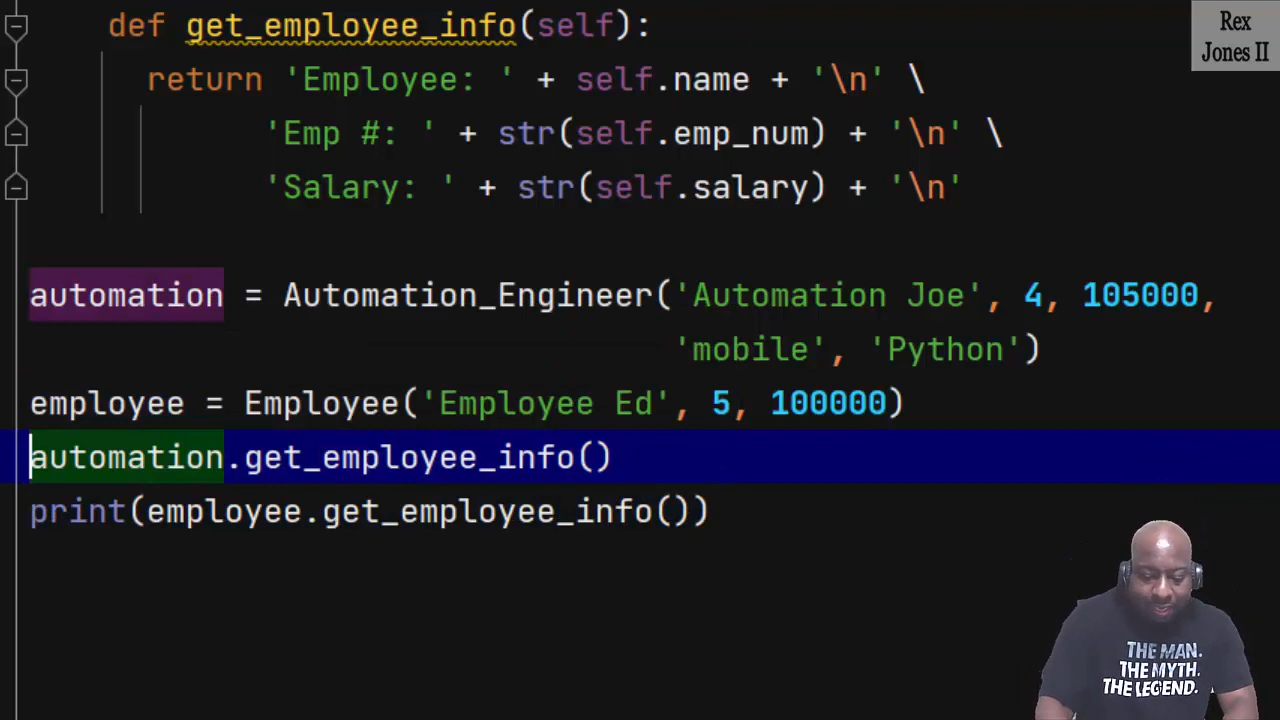 def get_employee_info(self):
return 'Employee: ' + self.name + '\n' \
'Emp #: ' + str(self.emp_num) + '\n' \
'Salary: ' + str(self.salary) + '\n'
automation = Automation_Engineer('Automation Joe', 4, 105000,
'mobile', 'Python')
employee = Employee('Employee Ed', 5, 100000)
automation.get_employee_info()
print(employee.get_employee_info())
Rex
Jones II
THE MAN.
THE MYTH.
THE LEGEND.